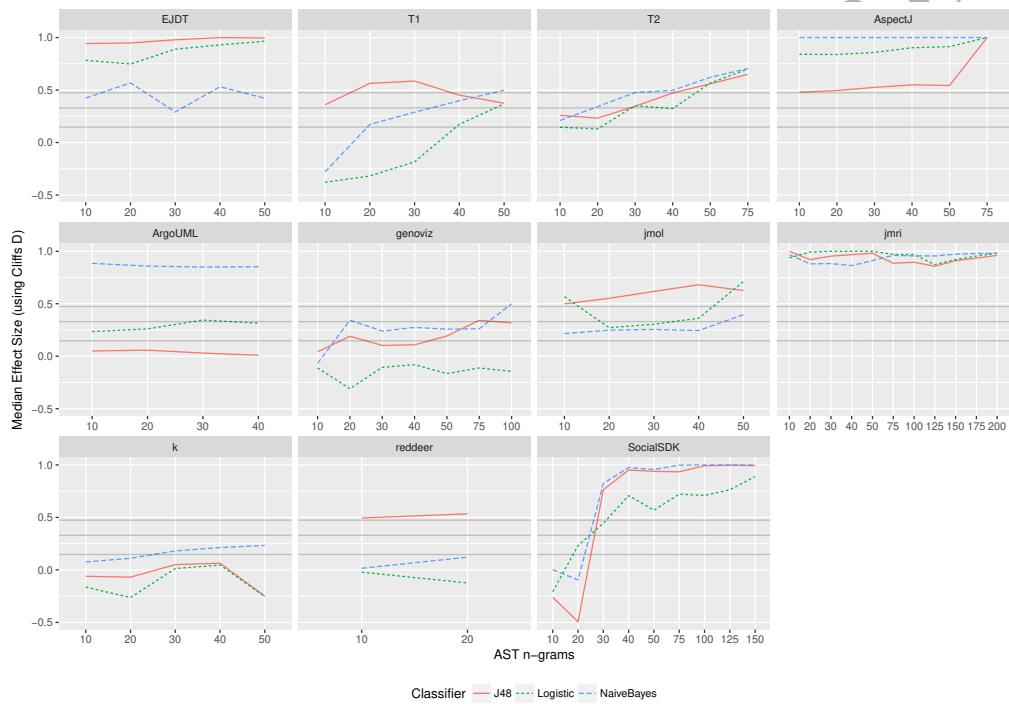 EJDT T1 T2 AspectJ
1.0
0.5
0.0
−0.5
10 20 30 40 50 10 20 30 40 50 10 20 30 40 50 75 10 20 30 40 50 75
ArgoUML genoviz jmol jmri
1.0
0.5
0.0
−0.5
10 20 30 40 10 20 30 40 50 75 100 10 20 30 40 50 10 20 30 40 50 75 100 125 150 175 200
k reddeer SocialSDK
1.0
0.5
0.0
−0.5
10 20 30 40 50 10 20 10 20 30 40 50 75 100 125 150
Median Effect Size (using Cliffs D)
AST n−grams
Classifier J48 Logistic NaiveBayes